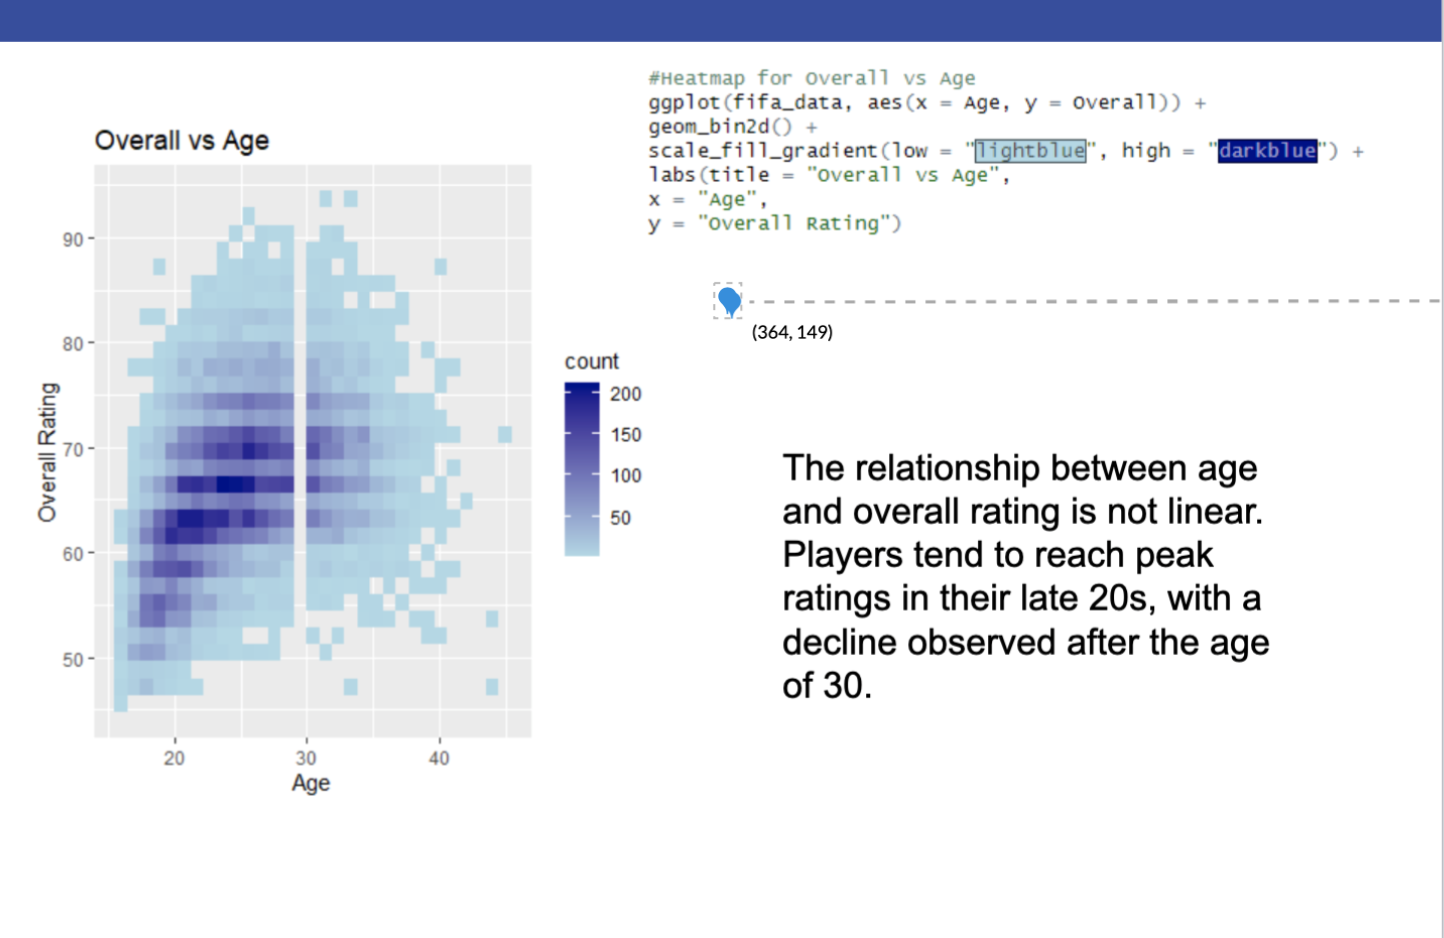 #Heatmap for Overall vs Age
ggplot(fifa_data, aes(x = Age, y = Overall)) +
geom_bin2d() +
scale_fill_gradient(low = "lightblue", high = "darkblue") +
labs(title = "Overall vs Age",
x = "Age",
y = "Overall Rating")
Overall vs Age
90
80
70
60
50
Overall Rating
20 30 40
Age
count
200
150
100
50
(364, 149)
The relationship between age
and overall rating is not linear.
Players tend to reach peak
ratings in their late 20s, with a
decline observed after the age
of 30.